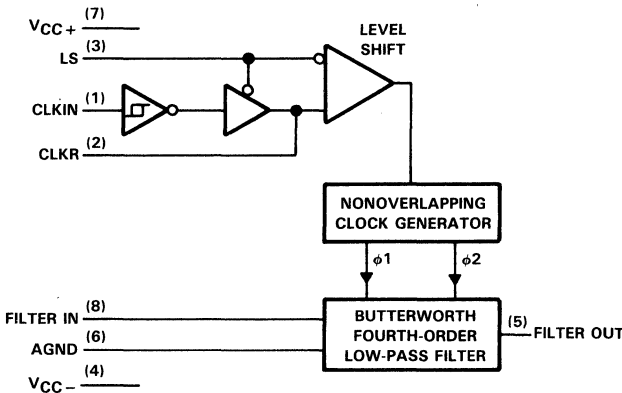 VCC+ (7)
LS (3)
LEVEL
SHIFT
CLKIN (1)
CLKR (2)
NONOVERLAPPING
CLOCK GENERATOR
ϕ1
ϕ2
FILTER IN (8)
AGND (6)
BUTTERWORTH
FOURTH-ORDER
LOW-PASS FILTER
(5) FILTER OUT
VCC− (4)